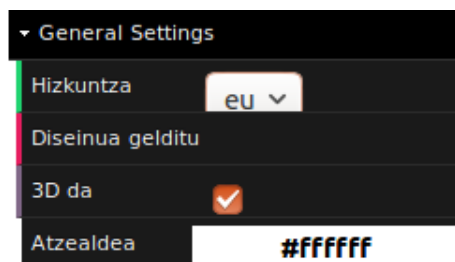 General Settings
Hizkuntza eu
Diseinua gelditu
3D da
Atzealdea #ffffff